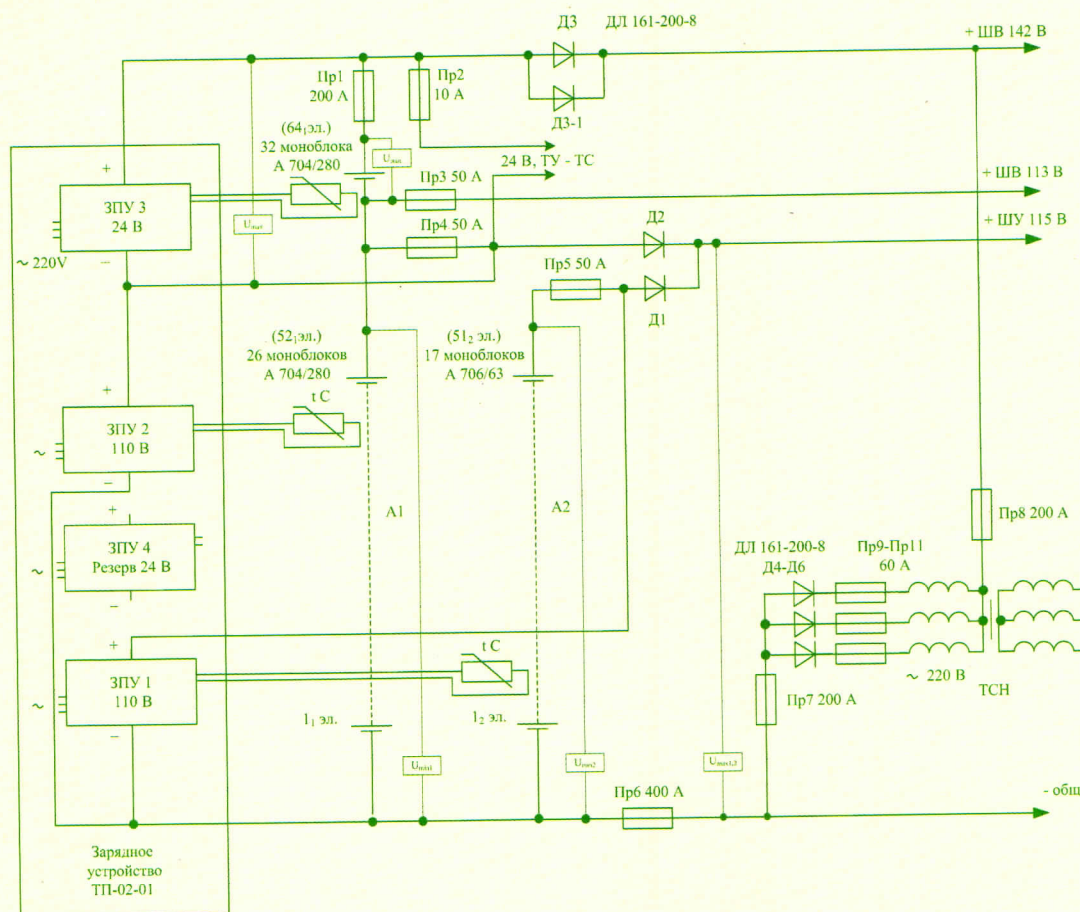 Д3
ДЛ 161-200-8
+ ШВ 142 В
Пр1
200 А
Пр2
10 А
Д3-1
(64₁эл.)
32 моноблока
А 704/280
24 В, ТУ - ТС
+
ЗПУ 3
24 В
–
~ 220V
Пр3 50 А
+ ШВ 113 В
Пр4 50 А
Д2
+ ШУ 115 В
Пр5 50 А
Д1
(52₁эл.)
26 моноблоков
А 704/280
(51₂ эл.)
17 моноблоков
А 706/63
+
ЗПУ 2
110 В
–
~
t C
А1
А2
+
ЗПУ 4
Резерв 24 В
–
~
Пр8 200 А
ДЛ 161-200-8
Д4-Д6
Пр9-Пр11
60 А
+
ЗПУ 1
110 В
–
~
t C
~ 220 В
ТСН
Пр7 200 А
1₁ эл.
1₂ эл.
Пр6 400 А
- общ
Зарядное
устройство
ТП-02-01